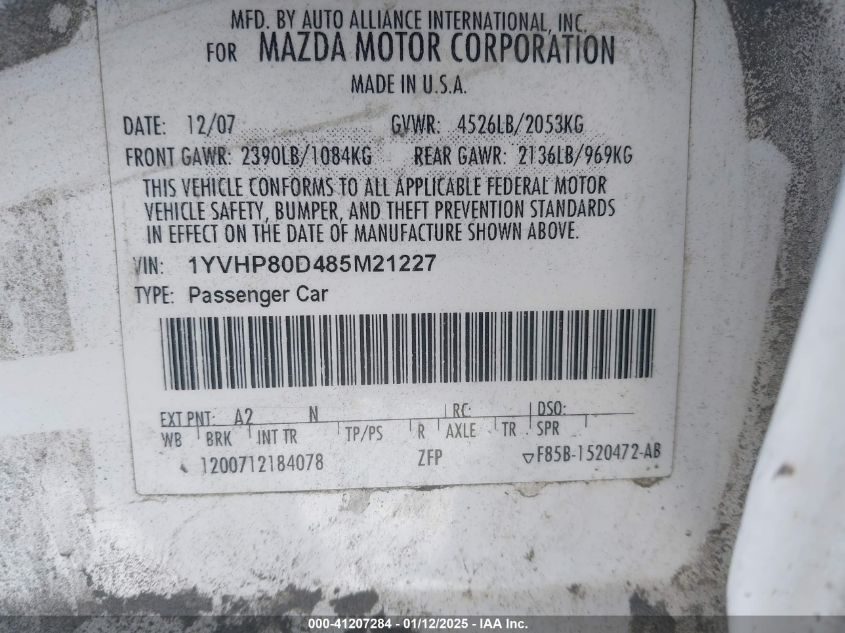 MFD. BY AUTO ALLIANCE INTERNATIONAL, INC.
FOR MAZDA MOTOR CORPORATION
MADE IN U.S.A.
DATE: 12/07 GVWR: 4526LB/2053KG
FRONT GAWR: 2390LB/1084KG REAR GAWR: 2136LB/969KG
THIS VEHICLE CONFORMS TO ALL APPLICABLE FEDERAL MOTOR
VEHICLE SAFETY, BUMPER, AND THEFT PREVENTION STANDARDS
IN EFFECT ON THE DATE OF MANUFACTURE SHOWN ABOVE.
VIN: 1YVHP80D485M21227
TYPE: Passenger Car
EXT PNT: A2 N RC: DSO:
WB BRK INT TR TP/PS R AXLE TR SPR
1200712184078 ZFP F85B-1520472-AB
000-41207284 - 01/12/2025 - IAA Inc.